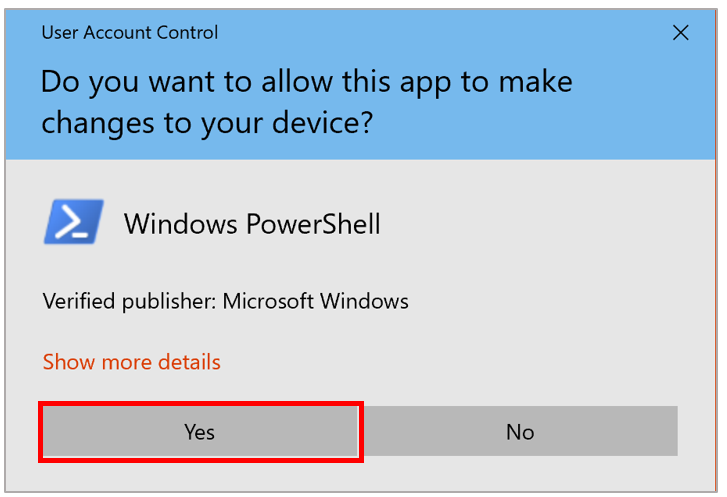 User Account Control
Do you want to allow this app to make
changes to your device?
Windows PowerShell
Verified publisher: Microsoft Windows
Show more details
Yes
No